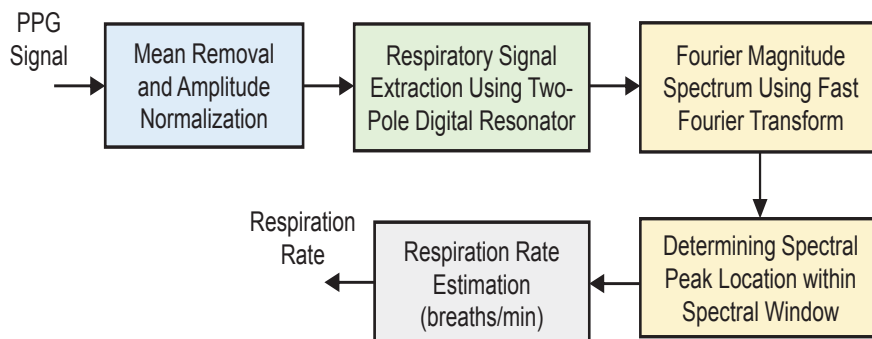 PPG
Signal
Mean Removal
and Amplitude
Normalization
Respiratory Signal
Extraction Using Two-
Pole Digital Resonator
Fourier Magnitude
Spectrum Using Fast
Fourier Transform
Determining Spectral
Peak Location within
Spectral Window
Respiration Rate
Estimation
(breaths/min)
Respiration
Rate